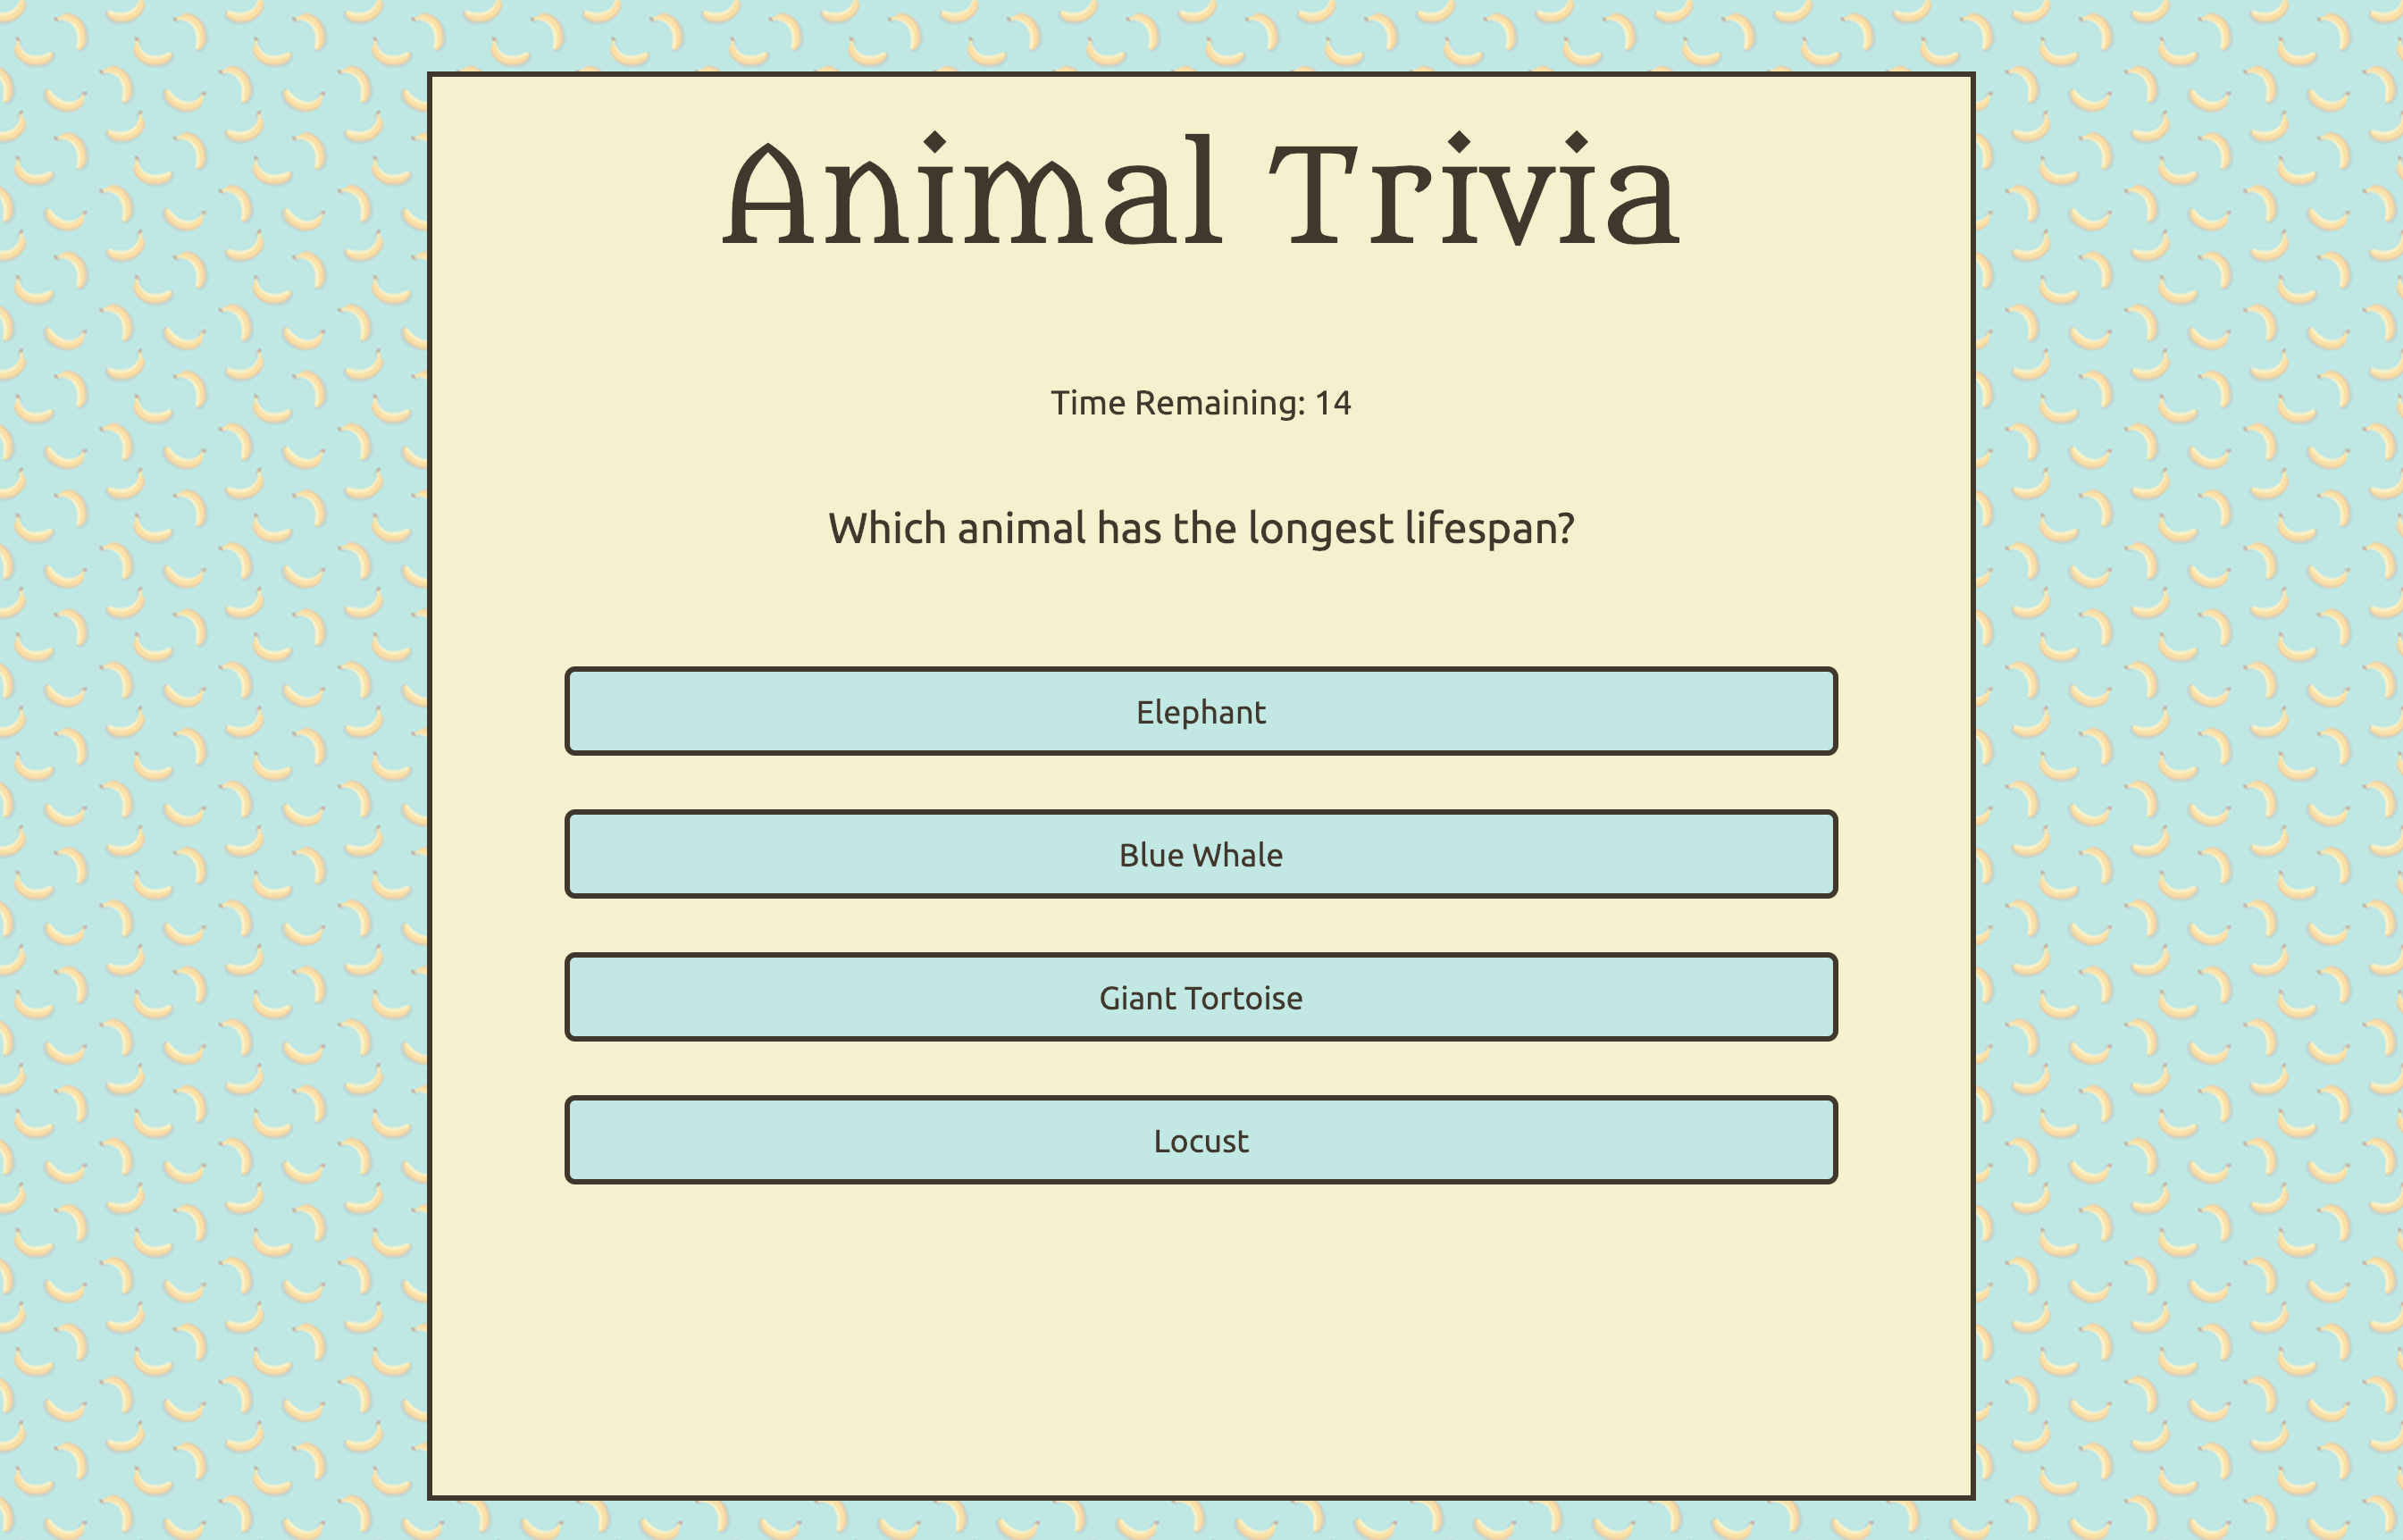 Animal Trivia
Time Remaining: 14
Which animal has the longest lifespan?
Elephant
Blue Whale
Giant Tortoise
Locust